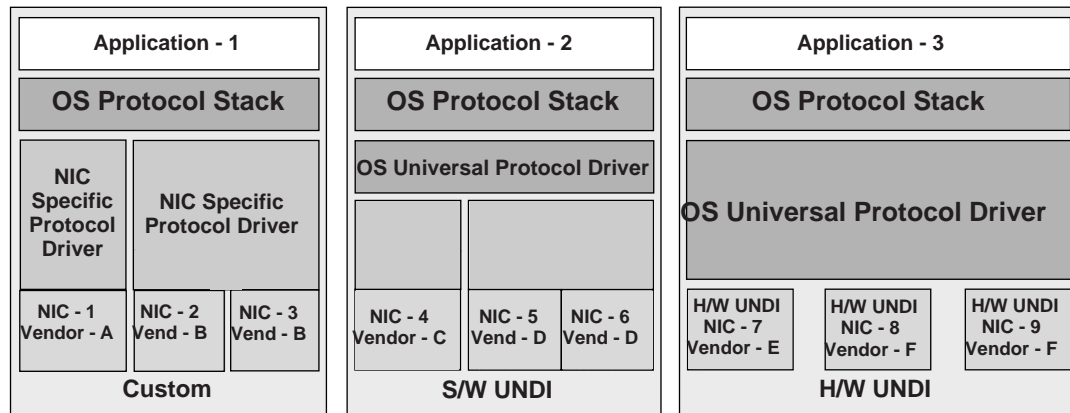 Application - 1
OS Protocol Stack
NIC
Specific
Protocol
Driver
NIC Specific
Protocol Driver
NIC - 1
Vendor - A
NIC - 2
Vend - B
NIC - 3
Vend - B
Custom
Application - 2
OS Protocol Stack
OS Universal Protocol Driver
NIC - 4
Vendor - C
NIC - 5
Vend - D
NIC - 6
Vend - D
S/W UNDI
Application - 3
OS Protocol Stack
OS Universal Protocol Driver
H/W UNDI
NIC - 7
Vendor - E
H/W UNDI
NIC - 8
Vendor - F
H/W UNDI
NIC - 9
Vendor - F
H/W UNDI